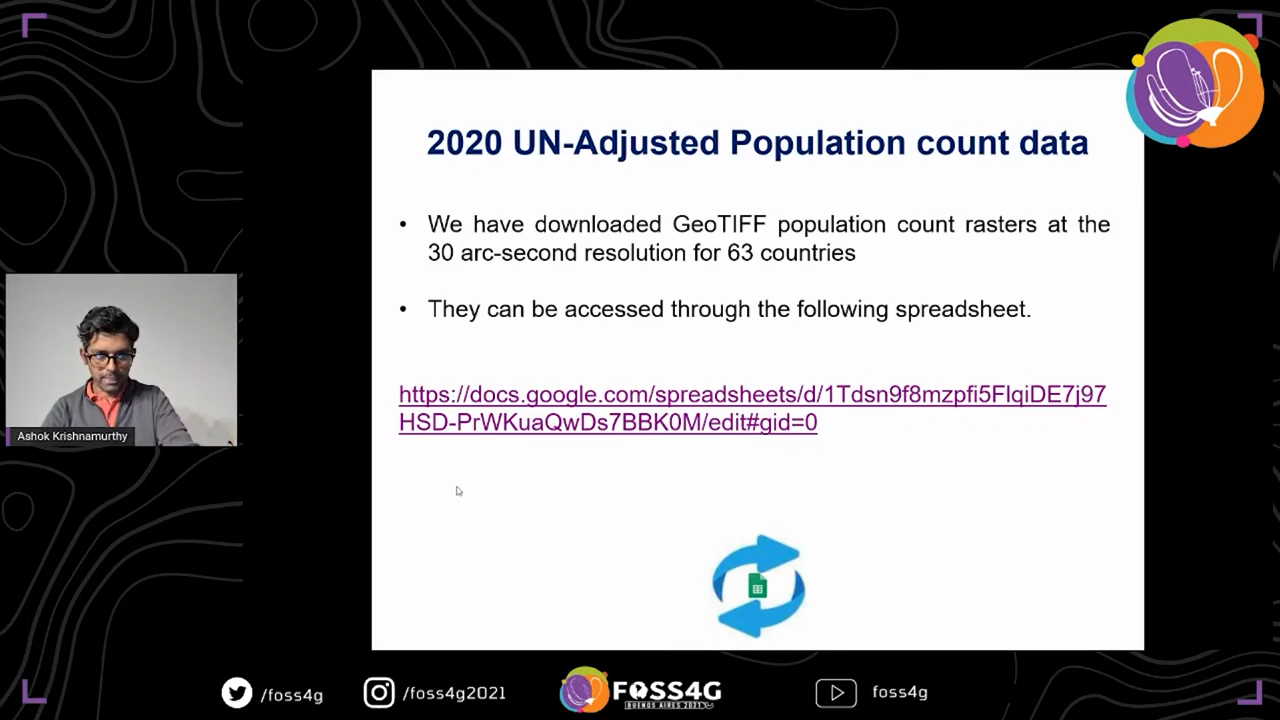 2020 UN-Adjusted Population count data
• We have downloaded GeoTIFF population count rasters at the
30 arc-second resolution for 63 countries
• They can be accessed through the following spreadsheet.
https://docs.google.com/spreadsheets/d/1Tdsn9f8mzpfi5FlqiDE7j97
HSD-PrWKuaQwDs7BBK0M/edit#gid=0
Ashok Krishnamurthy
/foss4g
/foss4g2021
FOSS4G
BUENOS AIRES 2021
foss4g